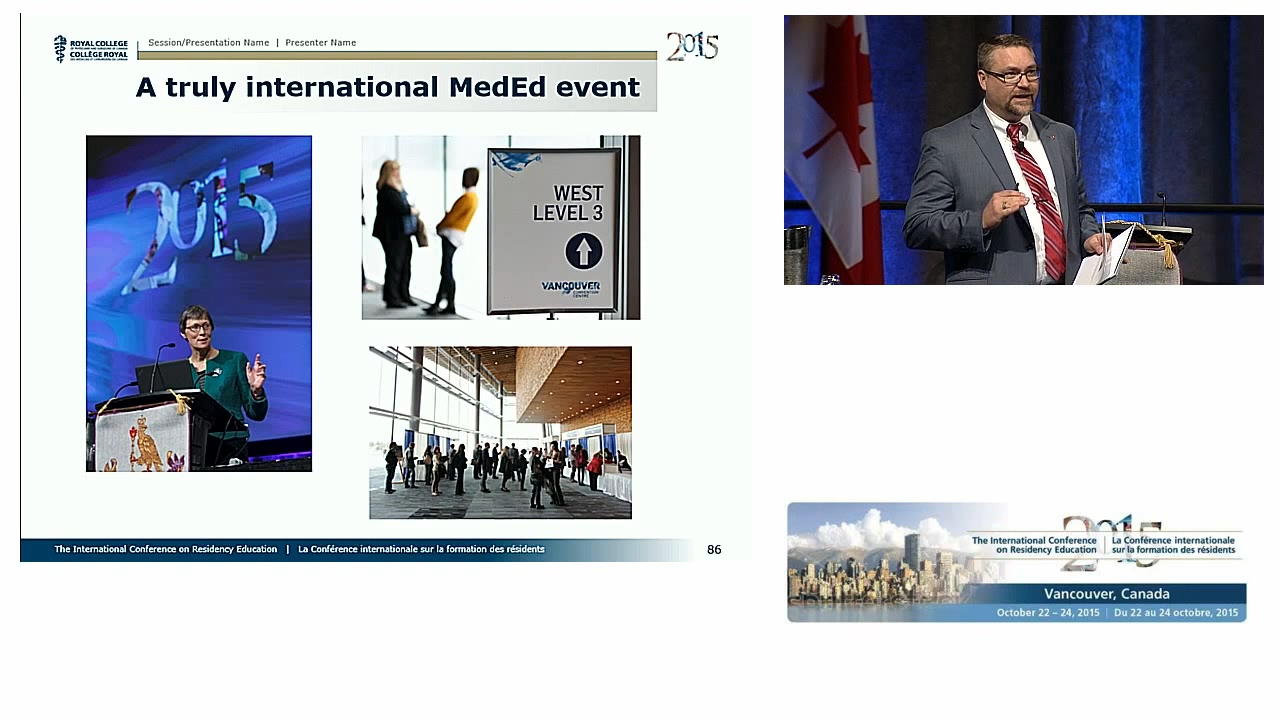 ROYAL COLLEGE
COLLÈGE ROYAL
Session/Presentation Name | Presenter Name
2015
A truly international MedEd event
2015
WEST
LEVEL 3
VANCOUVER
CONVENTION
CENTRE
The International Conference on Residency Education | La Conférence internationale sur la formation des résidents
86
2015
The International Conference | La Conférence internationale
on Residency Education | sur la formation des résidents
Vancouver, Canada
October 22 – 24, 2015 | Du 22 au 24 octobre, 2015